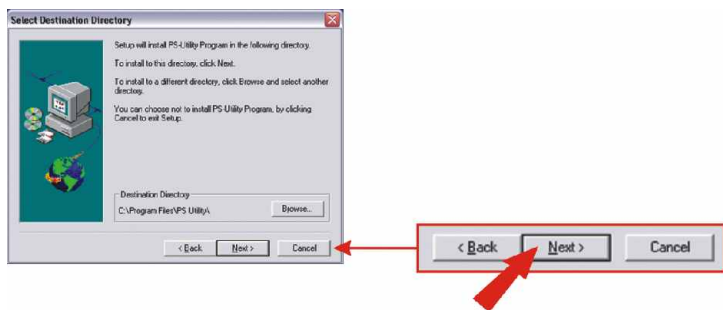 Select Destination Directory
Setup will install PS-Utility Program in the following directory.
To install to this directory, click Next.
To install to a different directory, click Browse and select another
directory.
You can choose not to install PS-Utility Program, by clicking
Cancel to exit Setup.
Destination Directory
C:\Program Files\PS Utility\
Browse...
< Back
Next >
Cancel
< Back
Next >
Cancel